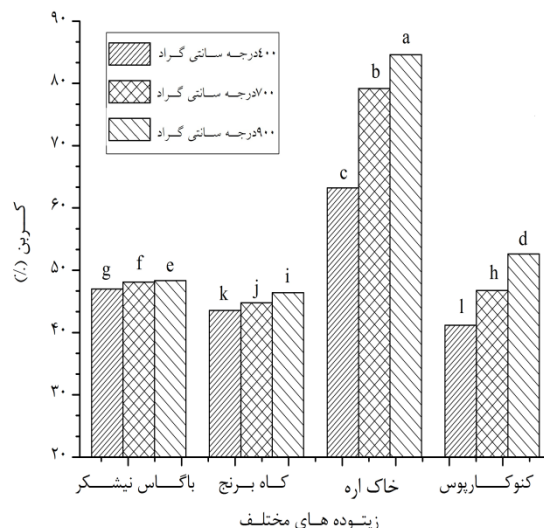 ۹۰
۸۰
۷۰
۶۰
۵۰
۴۰
۳۰
۲۰
کربن (%)
۴۰۰درجه سانتی گراد
۷۰۰درجه سانتی گراد
۹۰۰درجه سانتی گراد
g f e
k j i
c b a
l h d
باگاس نیشکر
کاه برنج
خاک اره
کنوکارپوس
زیتوده های مختلف